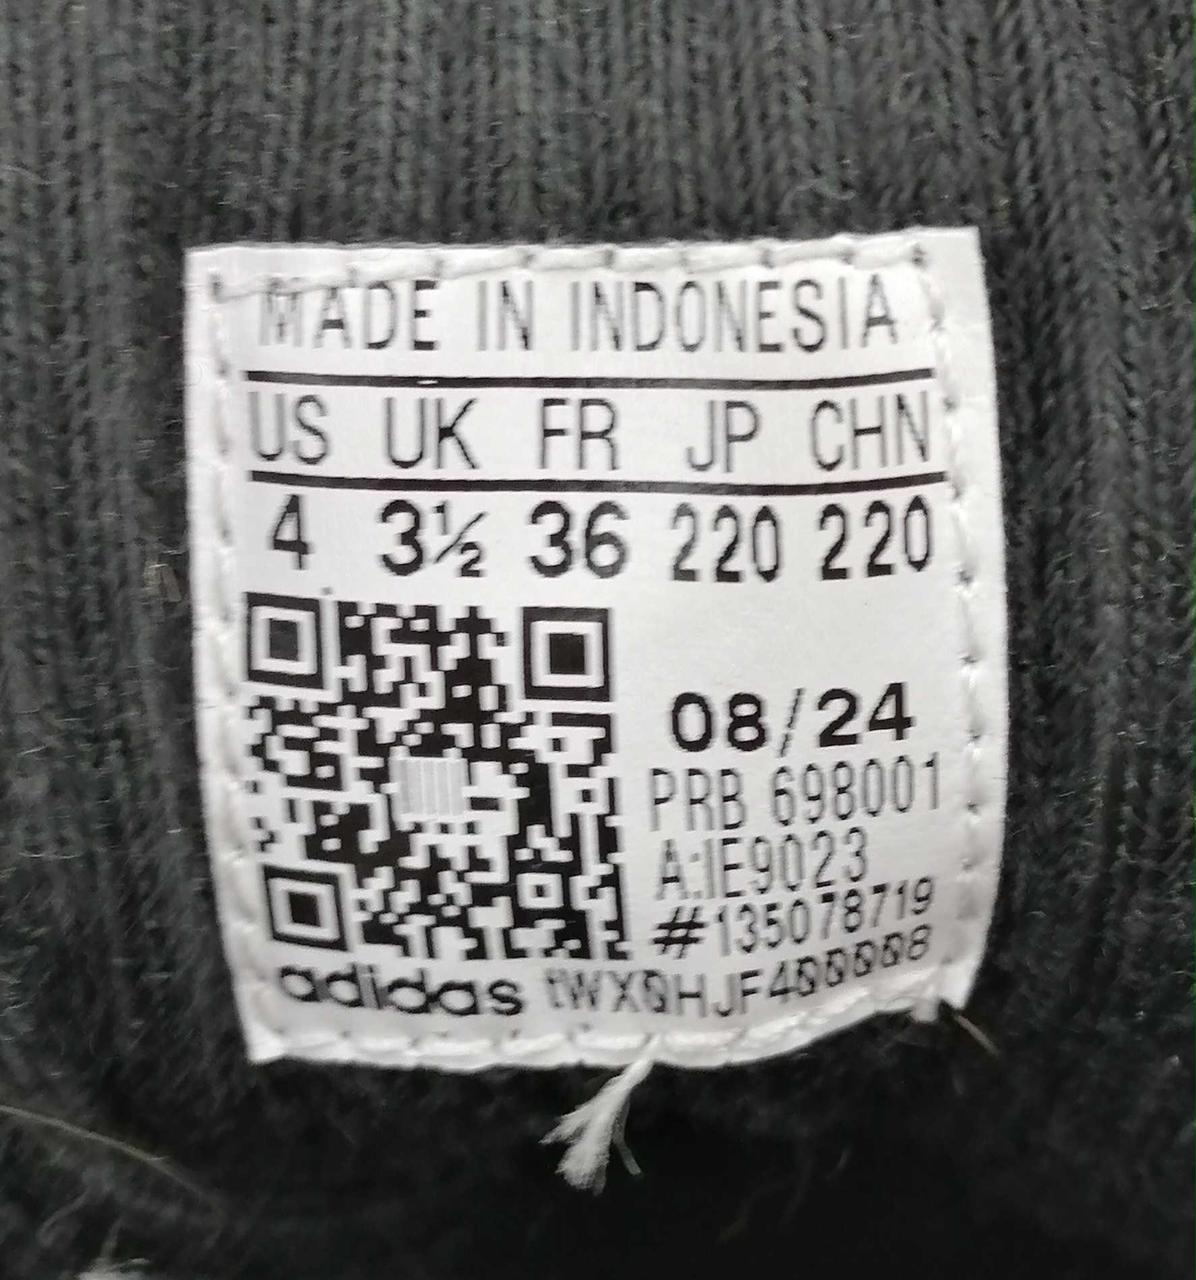 MADE IN INDONESIA
US UK FR JP CHN
4 3½ 36 220 220
08/24
PRB 698001
A:IE9023
#135078719
adidas tWX0HJF400008